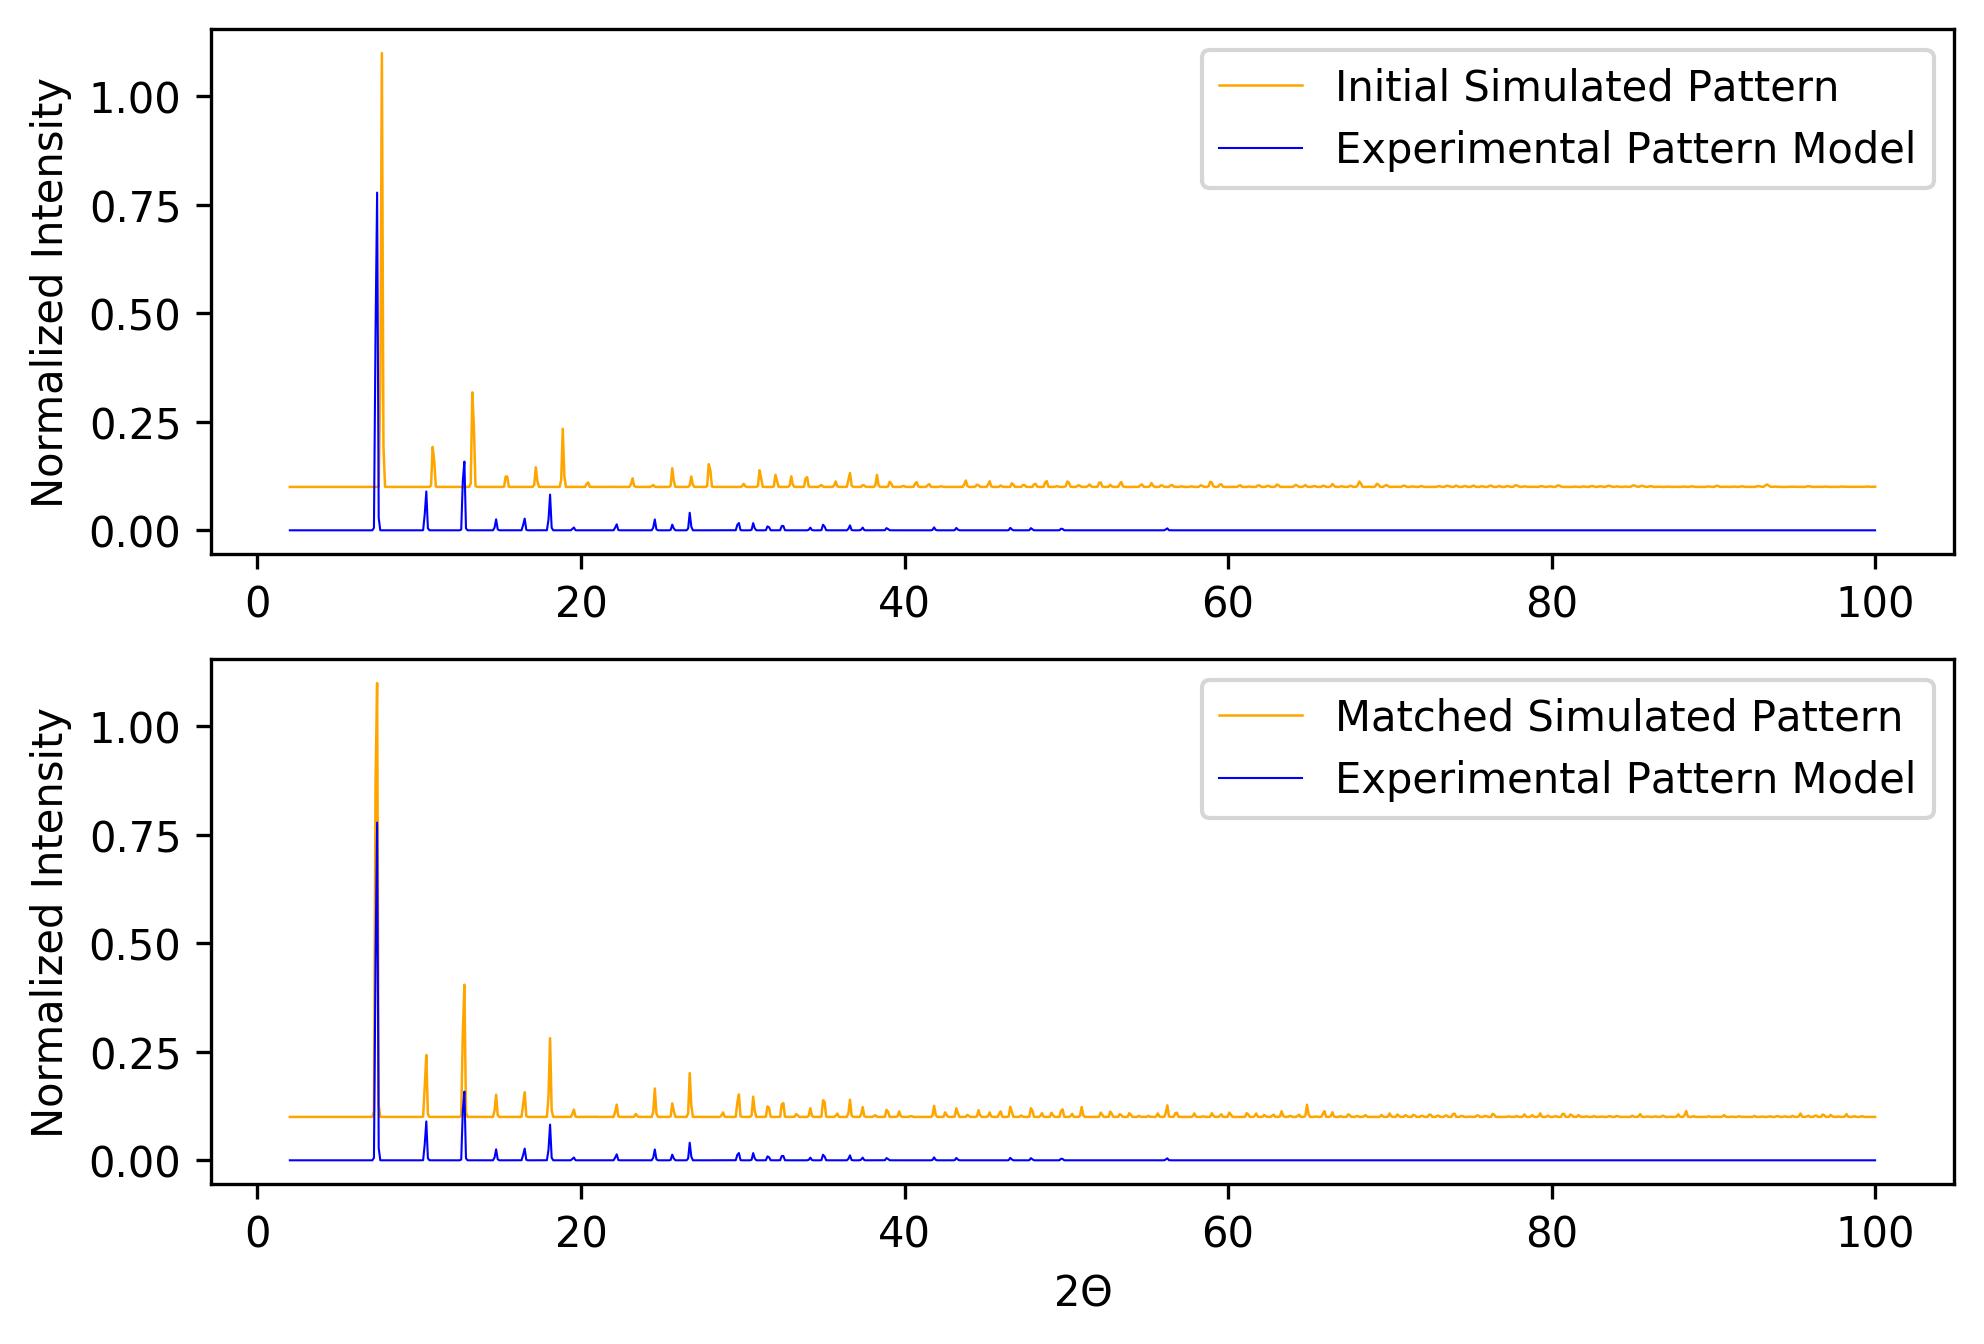 Normalized Intensity
1.00
0.75
0.50
0.25
0.00
0 20 40 60 80 100
Initial Simulated Pattern
Experimental Pattern Model
Normalized Intensity
1.00
0.75
0.50
0.25
0.00
0 20 40 60 80 100
Matched Simulated Pattern
Experimental Pattern Model
2Θ